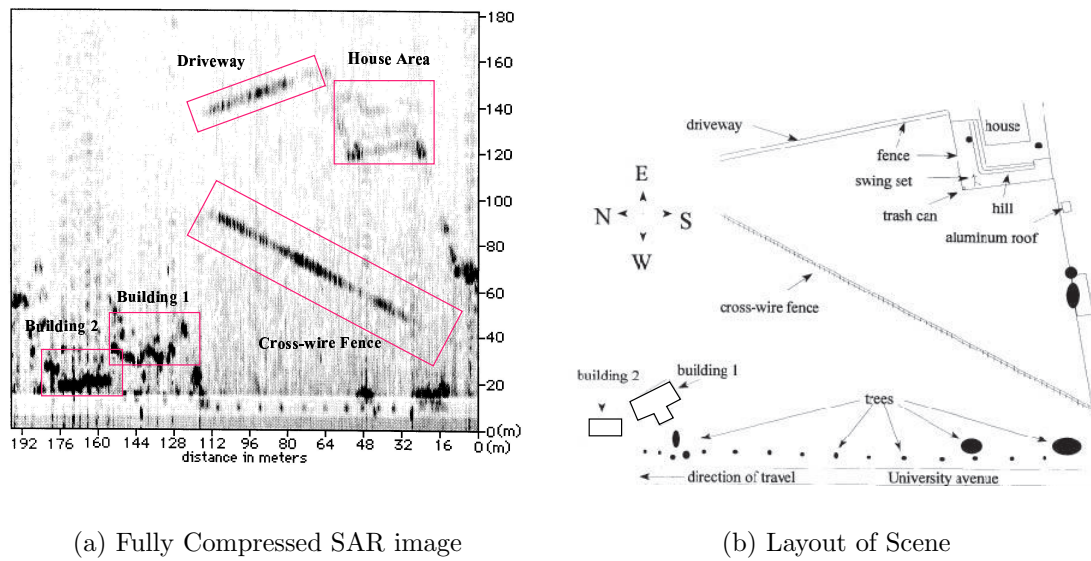 180
160
140
120
100
80
60
40
20
0(m)
Driveway
House Area
Building 1
Building 2
Cross-wire Fence
192 176 160 144 128 112 96 80 64 48 32 16 0(m)
distance in meters
(a) Fully Compressed SAR image
driveway
house
fence
swing set
trash can
hill
aluminum roof
E
N S
W
cross-wire fence
building 2
building 1
trees
direction of travel
University avenue
(b) Layout of Scene